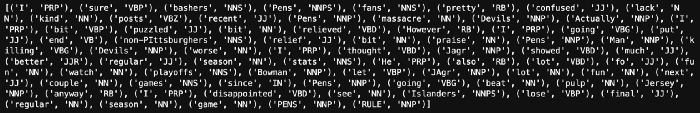 [('I', 'PRP'), ('sure', 'VBP'), ('bashers', 'NNS'), ('Pens', 'NNPS'), ('fans', 'NNS'), ('pretty', 'RB'), ('confused', 'JJ'), ('lack', 'N
N'), ('kind', 'NN'), ('posts', 'VBZ'), ('recent', 'JJ'), ('Pens', 'NNP'), ('massacre', 'NN'), ('Devils', 'NNP'), ('Actually', 'NNP'), ('I
', 'PRP'), ('bit', 'VBP'), ('puzzled', 'JJ'), ('bit', 'NN'), ('relieved', 'VBD'), ('However', 'RB'), ('I', 'PRP'), ('going', 'VBG'), ('put',
'JJ'), ('end', 'VB'), ('non-PIttsburghers', 'NNS'), ('relief', 'JJ'), ('bit', 'NN'), ('praise', 'NN'), ('Pens', 'NNP'), ('Man', 'NNP'), ('k
illing', 'VBG'), ('Devils', 'NNP'), ('worse', 'NN'), ('I', 'PRP'), ('thought', 'VBD'), ('Jagr', 'NNP'), ('showed', 'VBD'), ('much', 'JJ'),
('better', 'JJR'), ('regular', 'JJ'), ('season', 'NN'), ('stats', 'NNS'), ('He', 'PRP'), ('also', 'RB'), ('lot', 'VBD'), ('fo', 'JJ'), ('fu
n', 'NN'), ('watch', 'NN'), ('playoffs', 'NNS'), ('Bowman', 'NNP'), ('let', 'VBP'), ('JAgr', 'NNP'), ('lot', 'NN'), ('fun', 'NN'), ('next',
'JJ'), ('couple', 'NN'), ('games', 'NNS'), ('since', 'IN'), ('Pens', 'NNP'), ('going', 'VBG'), ('beat', 'NN'), ('pulp', 'NN'), ('Jersey',
'NNP'), ('anyway', 'RB'), ('I', 'PRP'), ('disappointed', 'VBD'), ('see', 'NN'), ('Islanders', 'NNPS'), ('lose', 'VBP'), ('final', 'JJ'),
('regular', 'NN'), ('season', 'NN'), ('game', 'NN'), ('PENS', 'NNP'), ('RULE', 'NNP')]